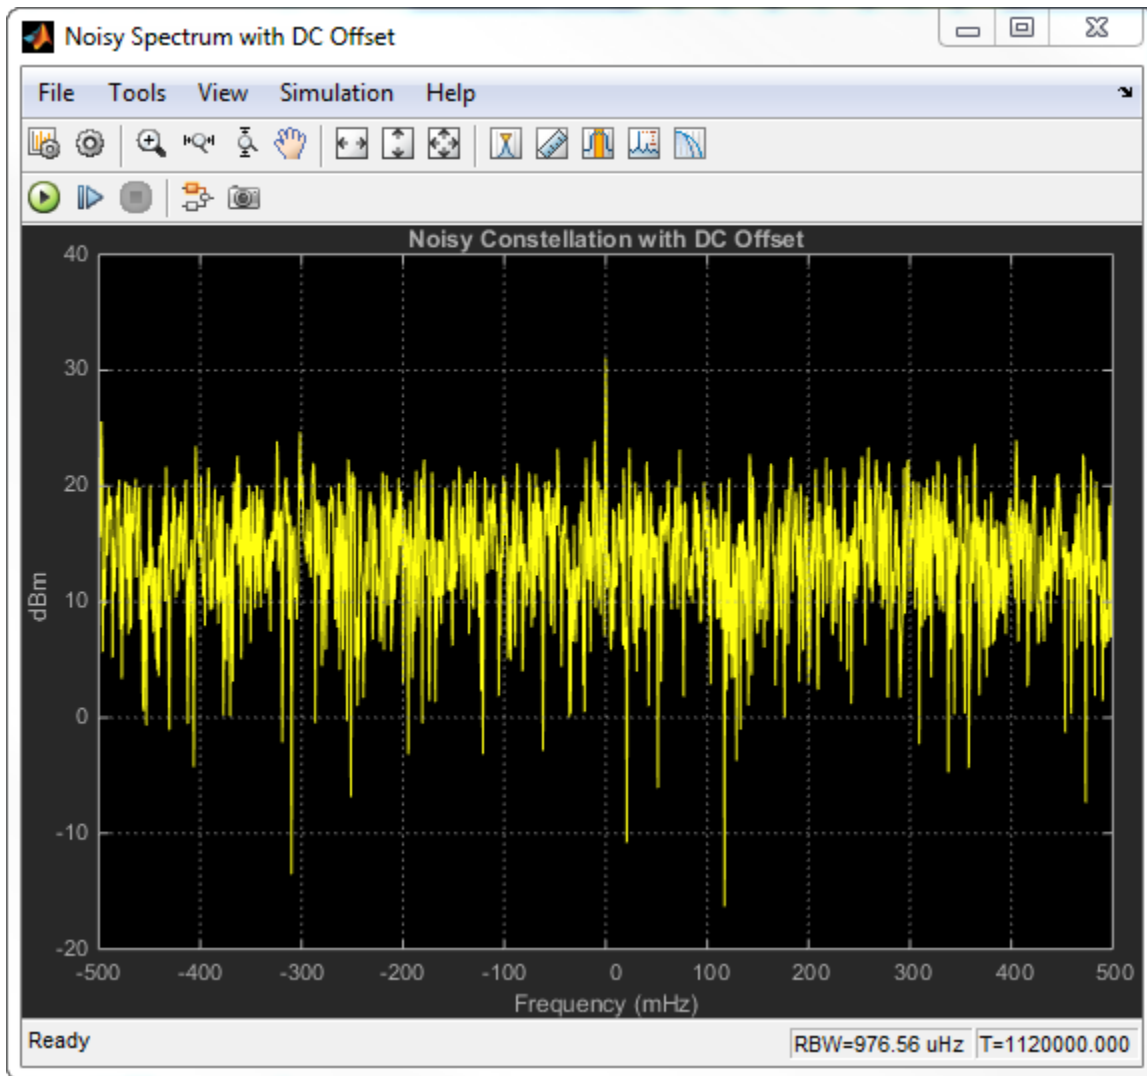 Noisy Spectrum with DC Offset
File Tools View Simulation Help
Noisy Constellation with DC Offset
40
30
20
10
0
-10
-20
dBm
-500 -400 -300 -200 -100 0 100 200 300 400 500
Frequency (mHz)
Ready RBW=976.56 uHz T=1120000.000